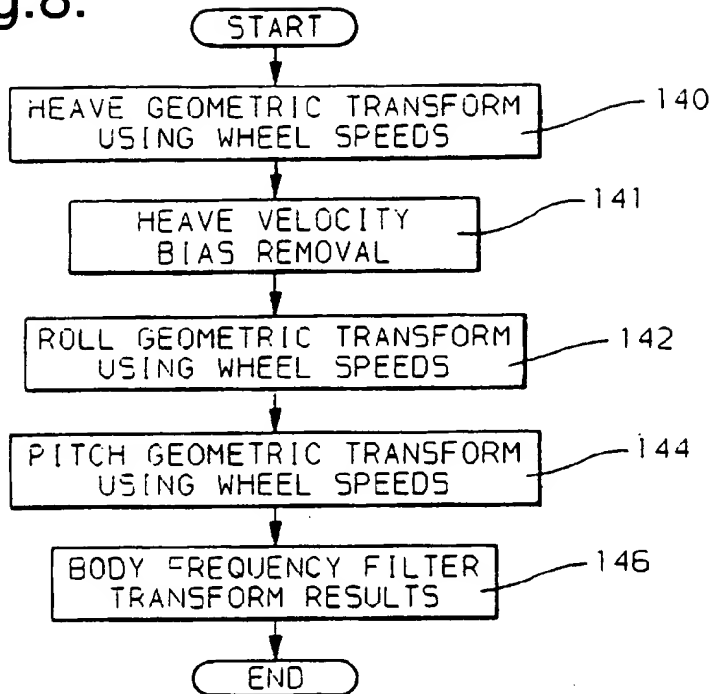 g.8.
START
HEAVE GEOMETRIC TRANSFORM
USING WHEEL SPEEDS
140
HEAVE VELOCITY
BIAS REMOVAL
141
ROLL GEOMETRIC TRANSFORM
USING WHEEL SPEEDS
142
PITCH GEOMETRIC TRANSFORM
USING WHEEL SPEEDS
144
BODY FREQUENCY FILTER
TRANSFORM RESULTS
146
END